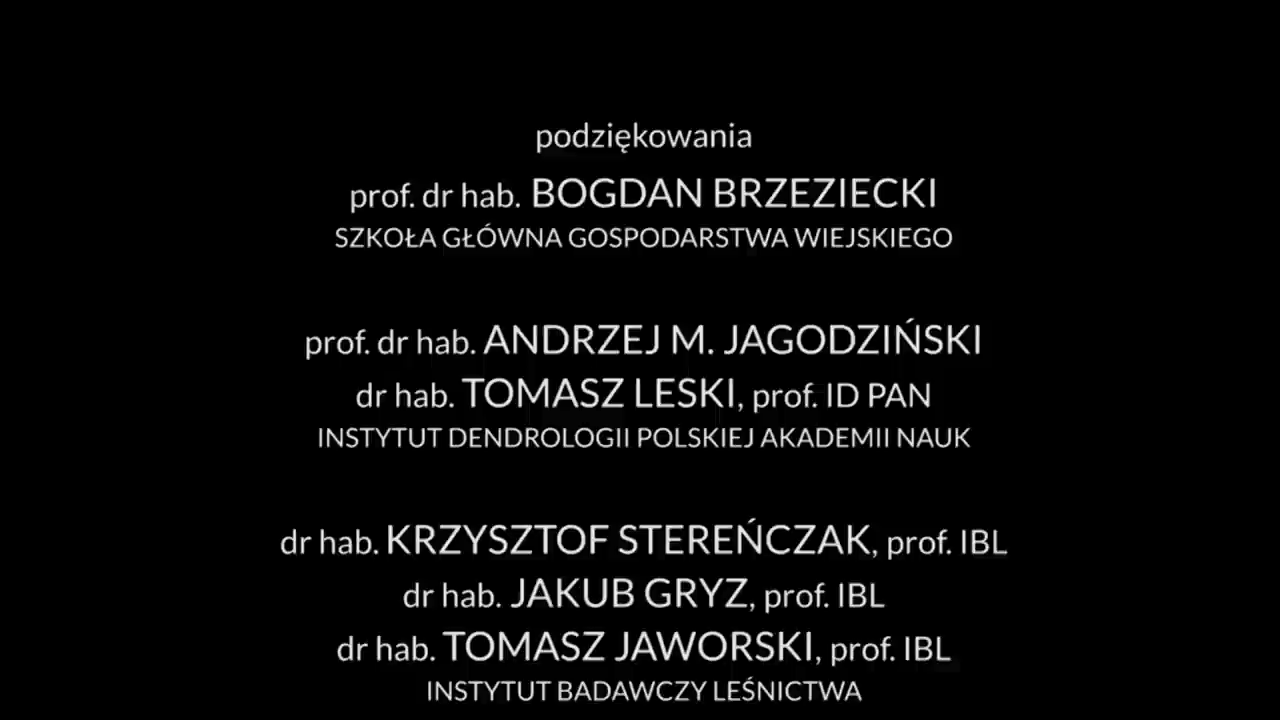 podziękowania
prof. dr hab. BOGDAN BRZEZIECKI
SZKOŁA GŁÓWNA GOSPODARSTWA WIEJSKIEGO
prof. dr hab. ANDRZEJ M. JAGODZIŃSKI
dr hab. TOMASZ LESKI, prof. ID PAN
INSTYTUT DENDROLOGII POLSKIEJ AKADEMII NAUK
dr hab. KRZYSZTOF STEREŃCZAK, prof. IBL
dr hab. JAKUB GRYZ, prof. IBL
dr hab. TOMASZ JAWORSKI, prof. IBL
INSTYTUT BADAWCZY LEŚNICTWA